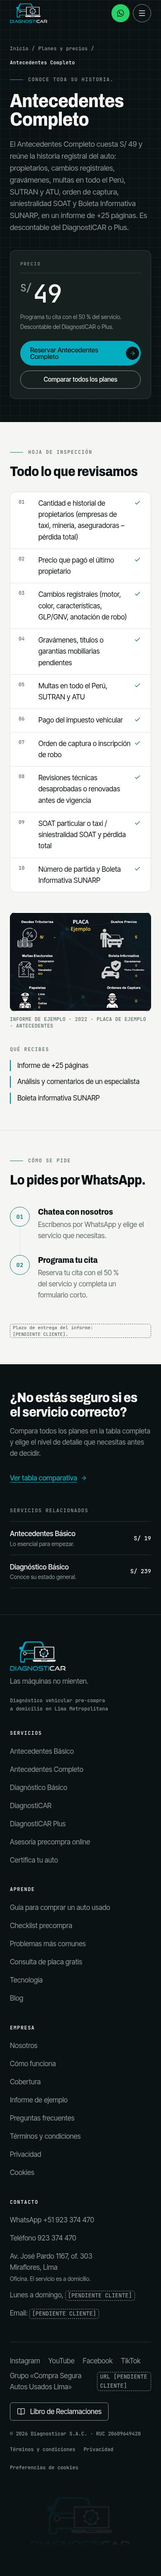 DIAGNOSTICAR
Inicio / Planes y precios /
Antecedentes Completo
CONOCE TODA SU HISTORIA.
Antecedentes
Completo
El Antecedentes Completo cuesta S/ 49 y
reúne la historia registral del auto:
propietarios, cambios registrales,
gravámenes, multas en todo el Perú,
SUTRAN y ATU, orden de captura,
siniestralidad SOAT y Boleta Informativa
SUNARP, en un informe de +25 páginas. Es
descontable del DiagnostiCAR o Plus.
PRECIO
S/49
Programa tu cita con el 50 % del servicio.
Descontable del DiagnostiCAR o Plus.
Reservar Antecedentes
Completo
Comparar todos los planes
HOJA DE INSPECCIÓN
Todo lo que revisamos
01 Cantidad e historial de
propietarios (empresas de
taxi, minería, aseguradoras –
pérdida total)
02 Precio que pagó el último
propietario
03 Cambios registrales (motor,
color, características,
GLP/GNV, anotación de robo)
04 Gravámenes, títulos o
garantías mobiliarias
pendientes
05 Multas en todo el Perú,
SUTRAN y ATU
06 Pago del impuesto vehicular
07 Orden de captura o inscripción
de robo
08 Revisiones técnicas
desaprobadas o renovadas
antes de vigencia
09 SOAT particular o taxi /
siniestralidad SOAT y pérdida
total
10 Número de partida y Boleta
Informativa SUNARP
PLACA
Ejemplo
Deudas Tributarias
Dueños Previos
Multas Electorales
Boleta Informativa
Papeletas
Órdenes de Captura
INFORME DE EJEMPLO · 2022 · PLACA DE EJEMPLO
· ANTECEDENTES
QUÉ RECIBES
Informe de +25 páginas
Análisis y comentarios de un especialista
Boleta informativa SUNARP
CÓMO SE PIDE
Lo pides por WhatsApp.
01 Chatea con nosotros
Escríbenos por WhatsApp y elige el
servicio que necesitas.
02 Programa tu cita
Reserva tu cita con el 50 %
del servicio y completa un
formulario corto.
Plazo de entrega del informe:
[PENDIENTE CLIENTE].
¿No estás seguro si es
el servicio correcto?
Compara todos los planes en la tabla completa
y elige el nivel de detalle que necesitas antes
de decidir.
Ver tabla comparativa →
SERVICIOS RELACIONADOS
Antecedentes Básico
Lo esencial para empezar.
S/ 19
Diagnóstico Básico
Conoce su estado general.
S/ 239
DIAGNOSTICAR
Las máquinas no mienten.
Diagnóstico vehicular pre-compra
a domicilio en Lima Metropolitana
SERVICIOS
Antecedentes Básico
Antecedentes Completo
Diagnóstico Básico
DiagnostiCAR
DiagnostiCAR Plus
Asesoría precompra online
Certifica tu auto
APRENDE
Guía para comprar un auto usado
Checklist precompra
Problemas más comunes
Consulta de placa gratis
Tecnología
Blog
EMPRESA
Nosotros
Cómo funciona
Cobertura
Informe de ejemplo
Preguntas frecuentes
Términos y condiciones
Privacidad
Cookies
CONTACTO
WhatsApp +51 923 374 470
Teléfono 923 374 470
Av. José Pardo 1167, of. 303
Miraflores, Lima
Oficina. El servicio es a domicilio.
Lunes a domingo, [PENDIENTE CLIENTE]
Email: [PENDIENTE CLIENTE]
Instagram YouTube Facebook TikTok
Grupo «Compra Segura
Autos Usados Lima»
URL [PENDIENTE
CLIENTE]
Libro de Reclamaciones
© 2026 Diagnosticar S.A.C. · RUC 20609649428
Términos y condiciones Privacidad
Preferencias de cookies